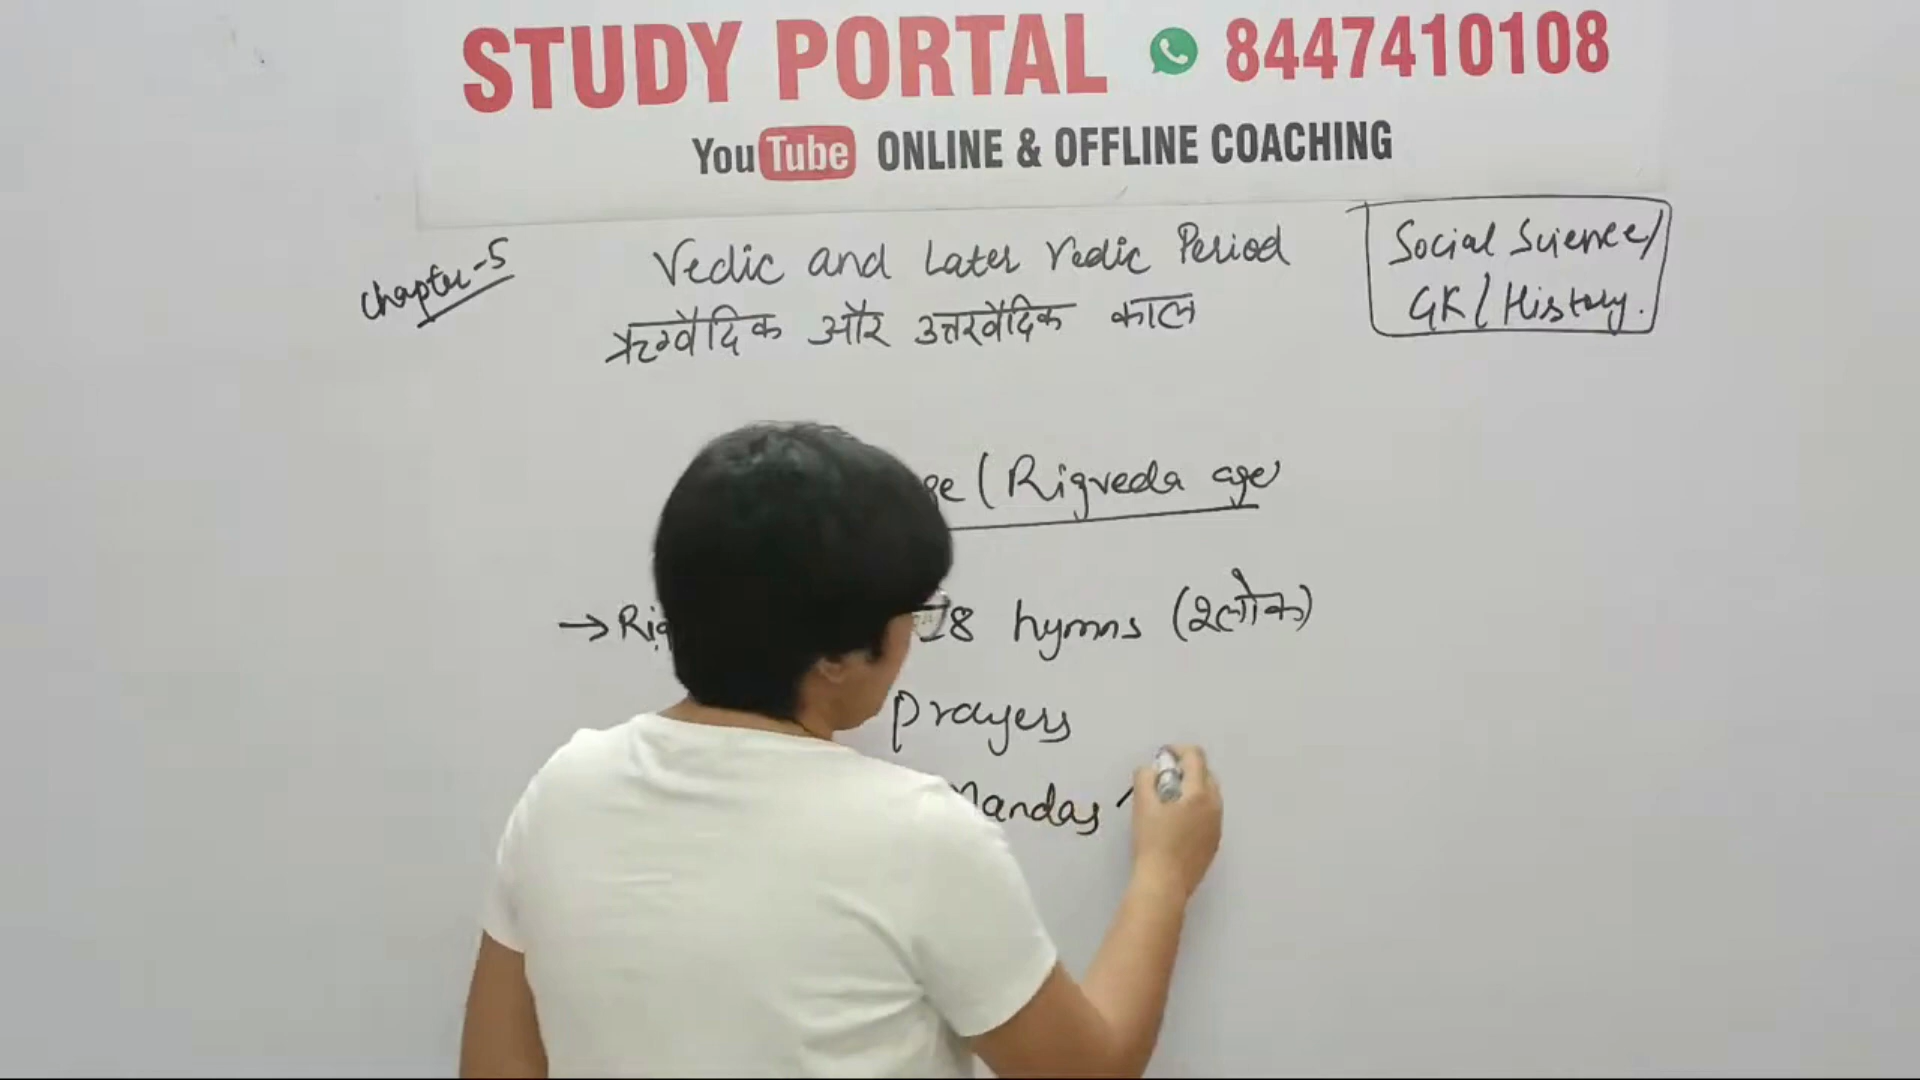 STUDY PORTAL 8447410108
YouTube ONLINE & OFFLINE COACHING
Chapter-5
Vedic and Later Vedic Period
ऋग्वैदिक और उत्तरवैदिक काल
Social Science/
GK/History.
(Rigveda age
→ hymns (श्लोक)
Prayers